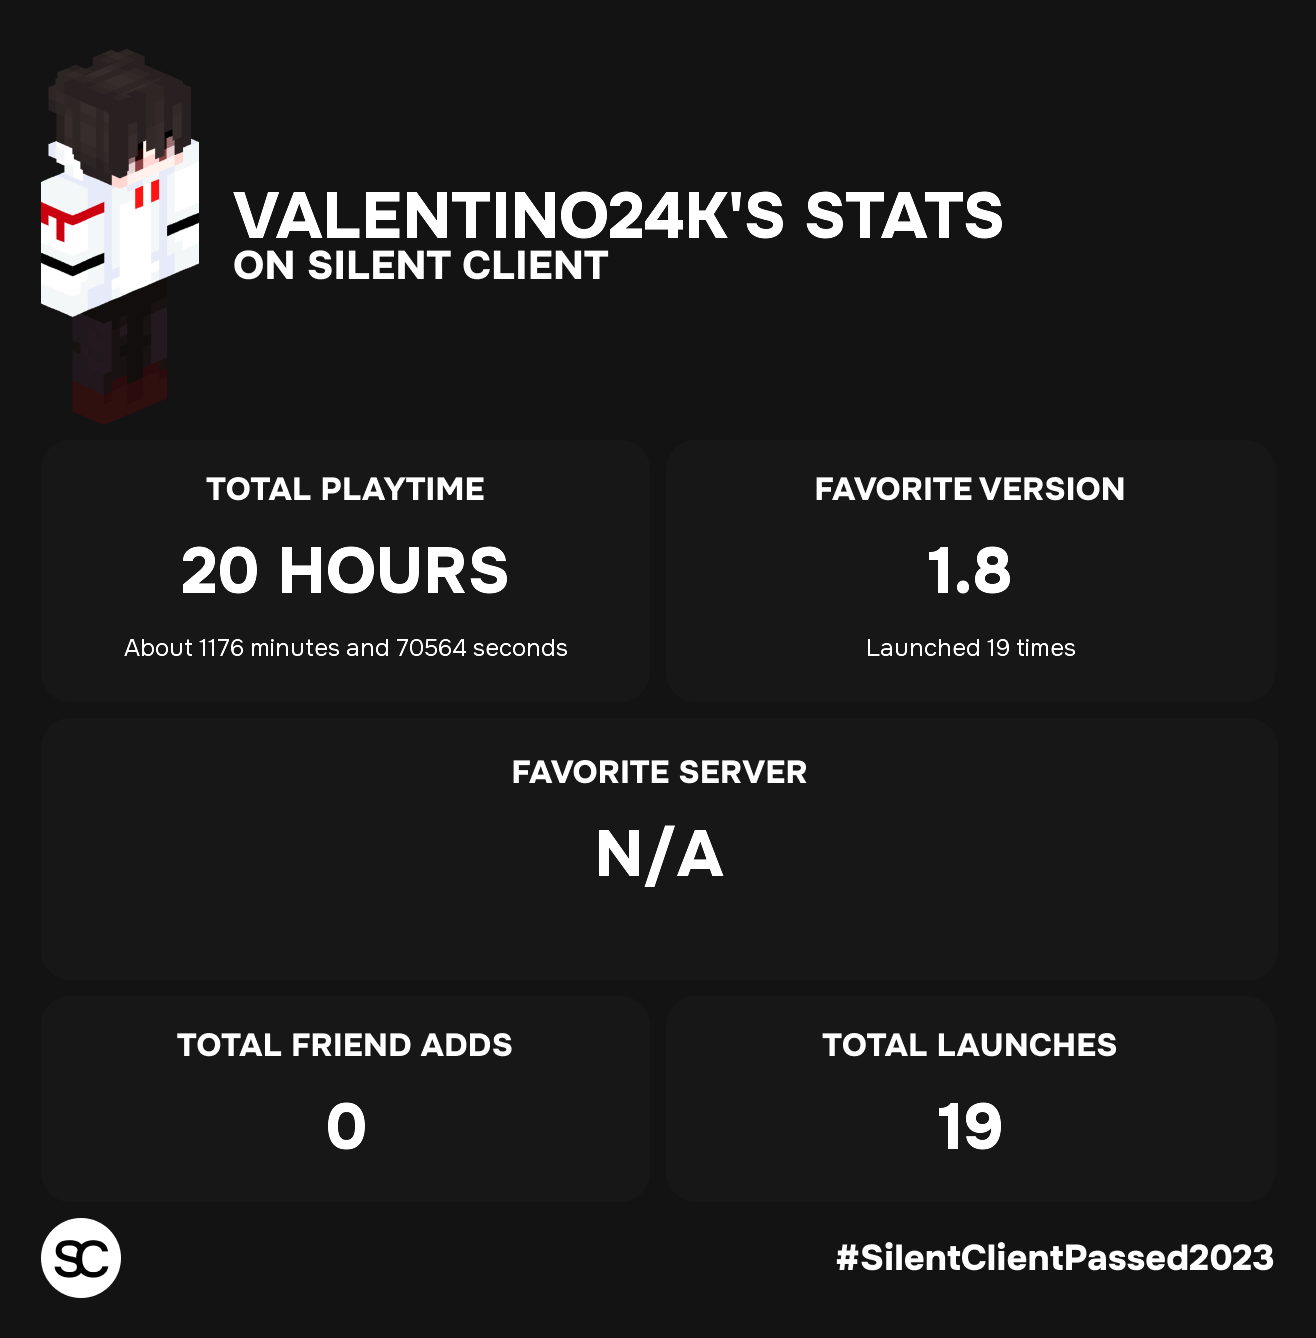 VALENTINO24K'S STATS
ON SILENT CLIENT
TOTAL PLAYTIME
20 HOURS
About 1176 minutes and 70564 seconds
FAVORITE VERSION
1.8
Launched 19 times
FAVORITE SERVER
N/A
TOTAL FRIEND ADDS
0
TOTAL LAUNCHES
19
SC
#SilentClientPassed2023